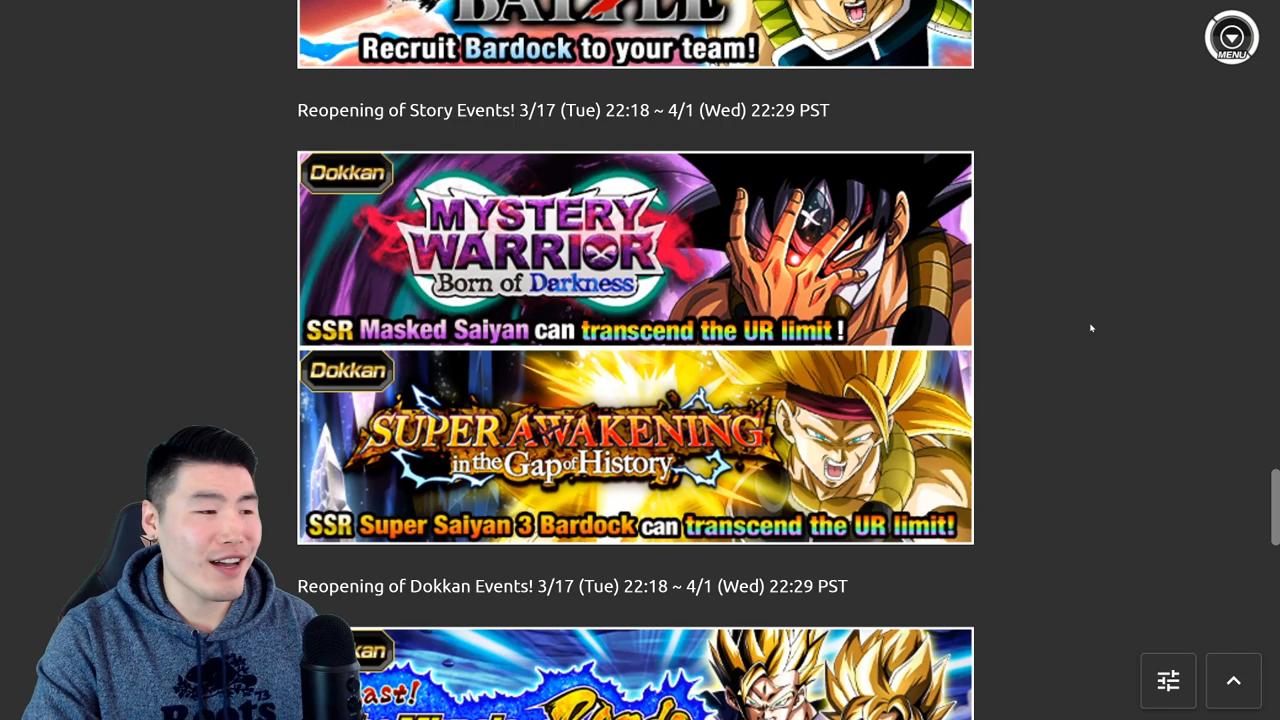 BATTLE
Recruit Bardock to your team!
MENU
Reopening of Story Events! 3/17 (Tue) 22:18 ~ 4/1 (Wed) 22:29 PST
Dokkan
MYSTERY
WARRIOR
Born of Darkness
SSR Masked Saiyan can transcend the UR limit!
Dokkan
SUPER AWAKENING
in the Gap of History
SSR Super Saiyan 3 Bardock can transcend the UR limit!
Reopening of Dokkan Events! 3/17 (Tue) 22:18 ~ 4/1 (Wed) 22:29 PST
Roots